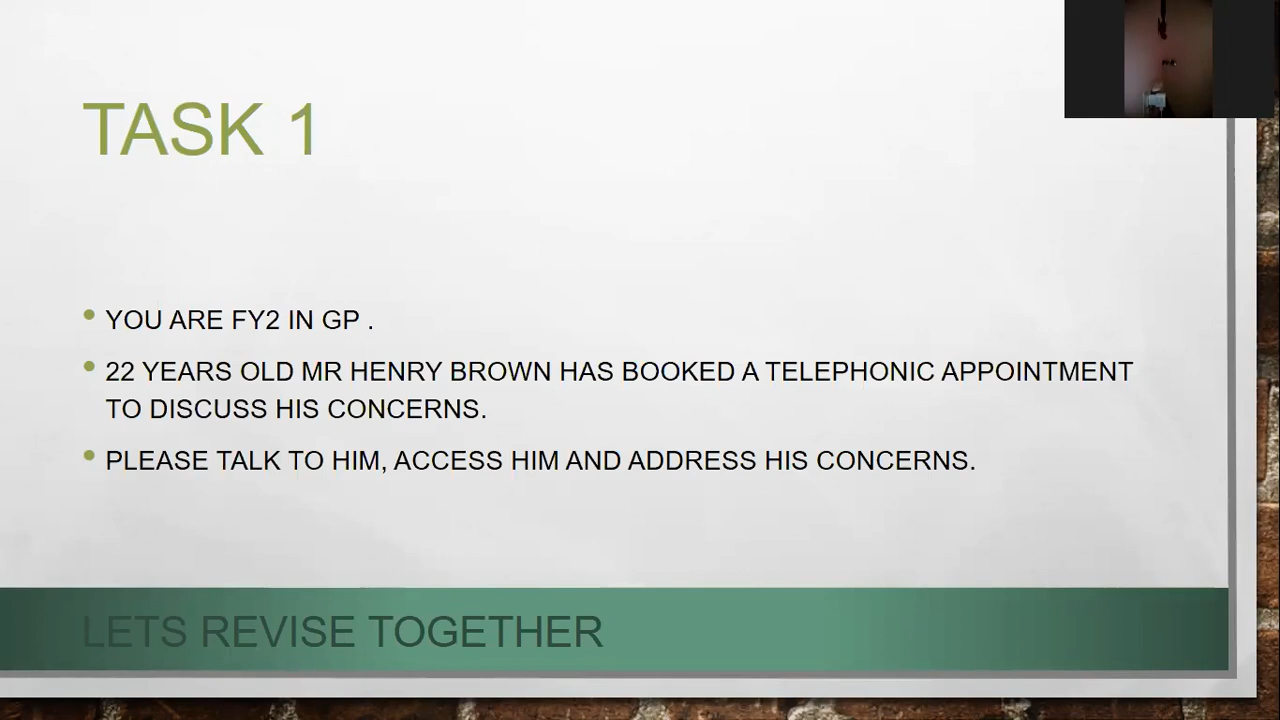 TASK 1
• YOU ARE FY2 IN GP .
• 22 YEARS OLD MR HENRY BROWN HAS BOOKED A TELEPHONIC APPOINTMENT
TO DISCUSS HIS CONCERNS.
• PLEASE TALK TO HIM, ACCESS HIM AND ADDRESS HIS CONCERNS.
LETS REVISE TOGETHER